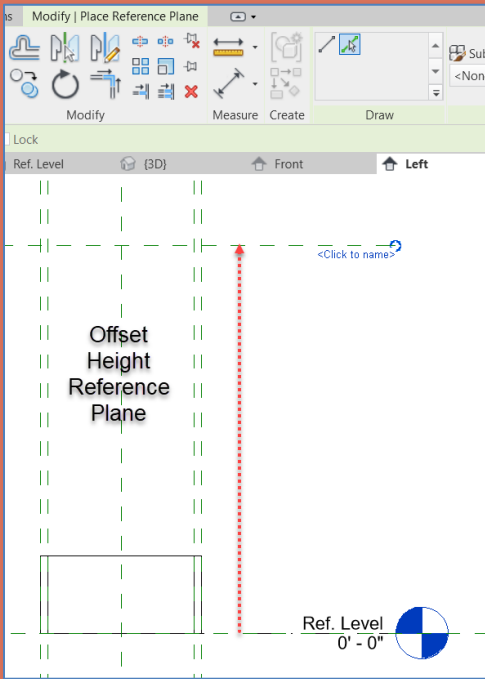 ns Modify | Place Reference Plane
Modify Measure Create Draw
Sub
<Non
Lock
Ref. Level {3D} Front Left
<Click to name>
Offset
Height
Reference
Plane
Ref. Level
0' - 0"